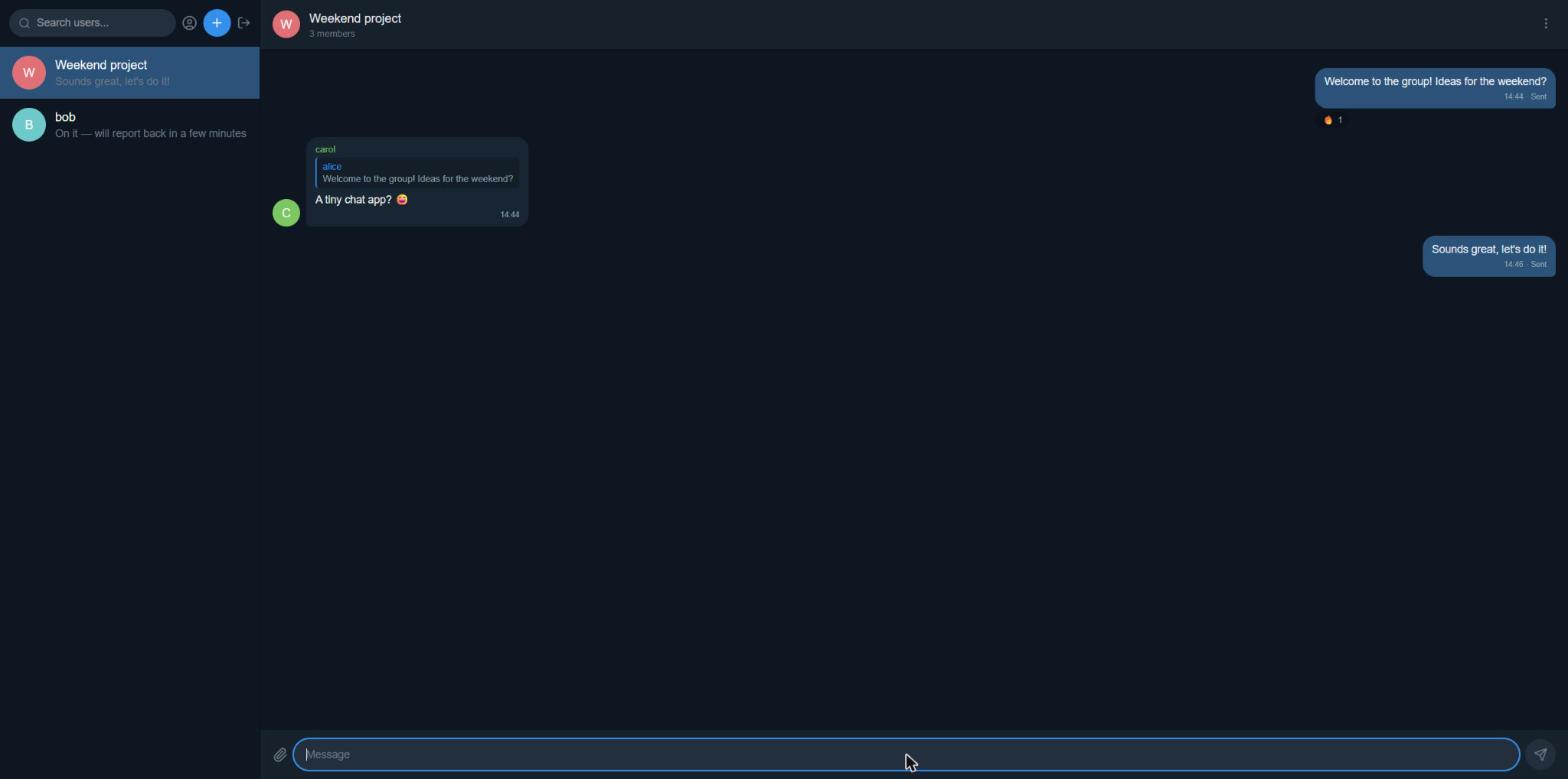 Search users...
W
Weekend project
Sounds great, let's do it!
B
bob
On it — will report back in a few minutes
W
Weekend project
3 members
Welcome to the group! Ideas for the weekend?
14:44 · Sent
🔥 1
carol
alice
Welcome to the group! Ideas for the weekend?
A tiny chat app? 😄
C
14:44
Sounds great, let's do it!
14:46 · Sent
Message